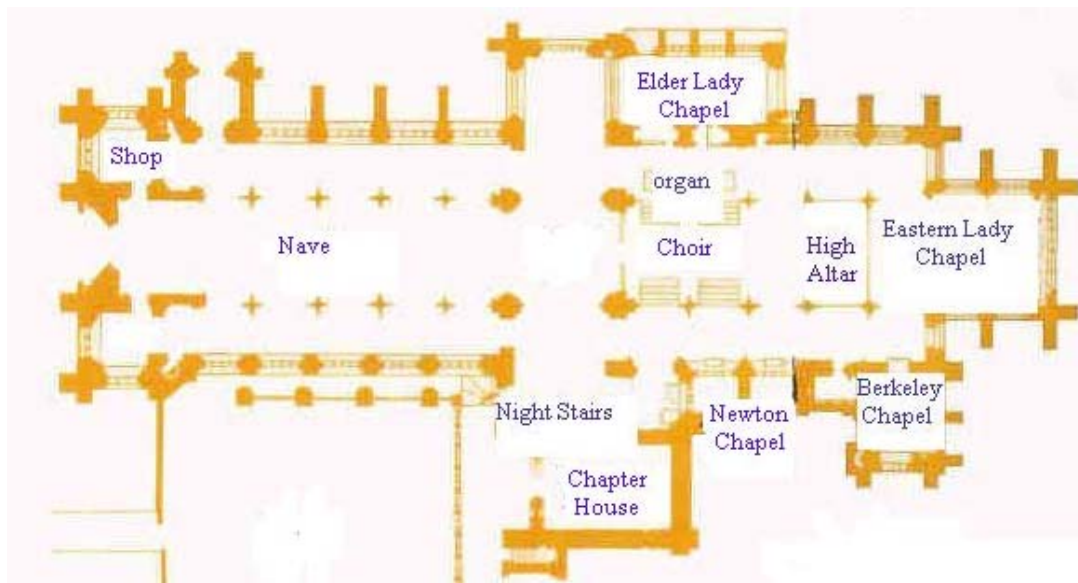 Elder Lady
Chapel
Shop
organ
Nave
Choir
High
Altar
Eastern Lady
Chapel
Night Stairs
Newton
Chapel
Berkeley
Chapel
Chapter
House